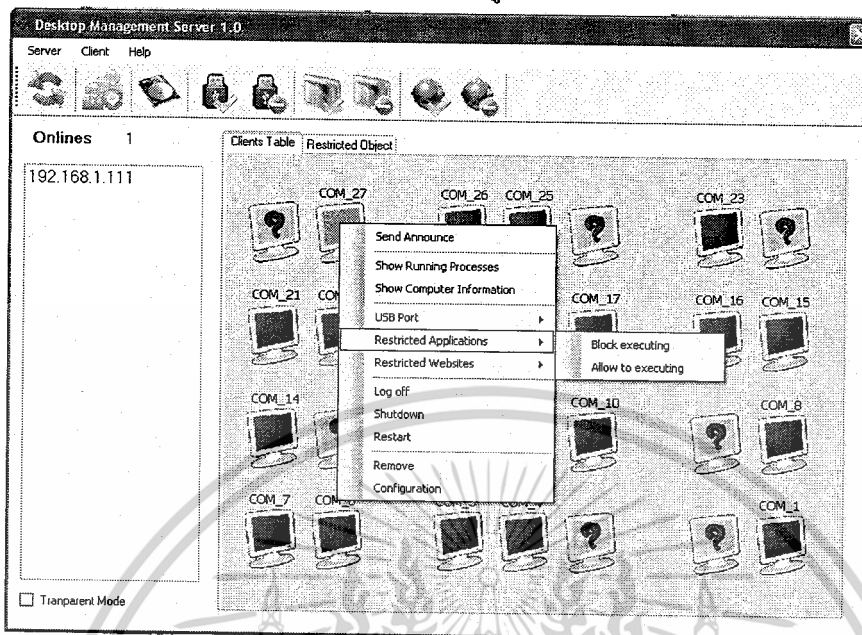 Desktop Management Server 1.0
Server Client Help
Onlines 1
Clients Table Restricted Object
192.168.1.111
COM_27 COM_26 COM_25 COM_23
Send Announce
Show Running Processes
Show Computer Information
COM_21 COM_17 COM_16 COM_15
USB Port
Restricted Applications
Block executing
Restricted Websites
Allow to executing
Log off
COM_14 COM_10 COM_8
Shutdown
Restart
Remove
Configuration
COM_7 COM_1
Tranparent Mode